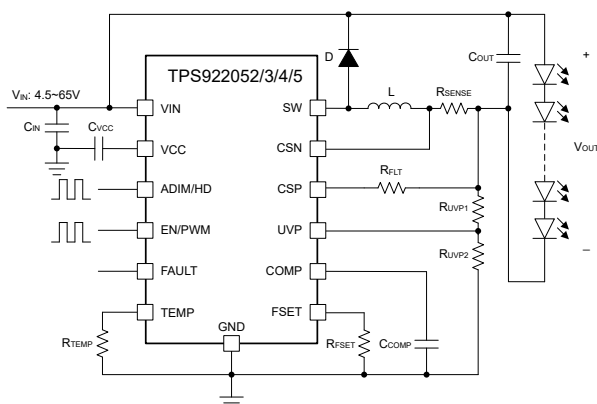 TPS922052/3/4/5
D
COUT
+
VIN: 4.5~65V
L
RSENSE
VIN
SW
CIN
CVCC
CSN
VOUT
VCC
RFLT
ADIM/HD
CSP
RUVP1
EN/PWM
UVP
RUVP2
FAULT
COMP
–
TEMP
FSET
GND
RTEMP
RFSET
CCOMP